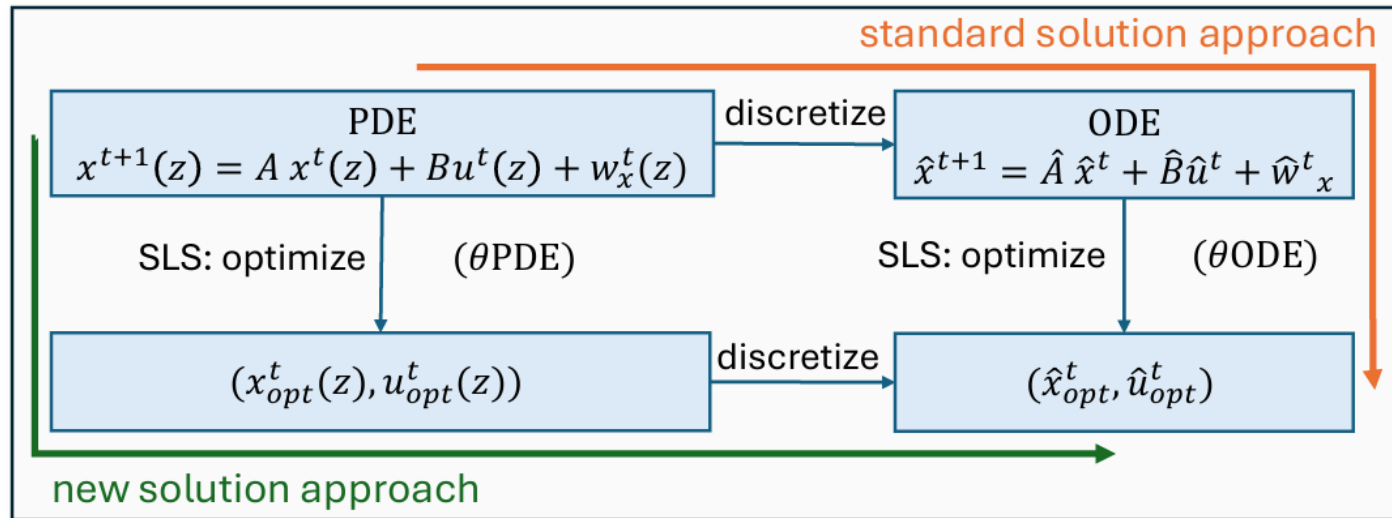 standard solution approach
PDE
x^{t+1}(z) = A x^t(z) + Bu^t(z) + w_x^t(z)
discretize
ODE
x̂^{t+1} = Â x̂^t + B̂û^t + ŵ^t_x
SLS: optimize (θPDE)
SLS: optimize (θODE)
(x_{opt}^t(z), u_{opt}^t(z))
discretize
(x̂_{opt}^t, û_{opt}^t)
new solution approach